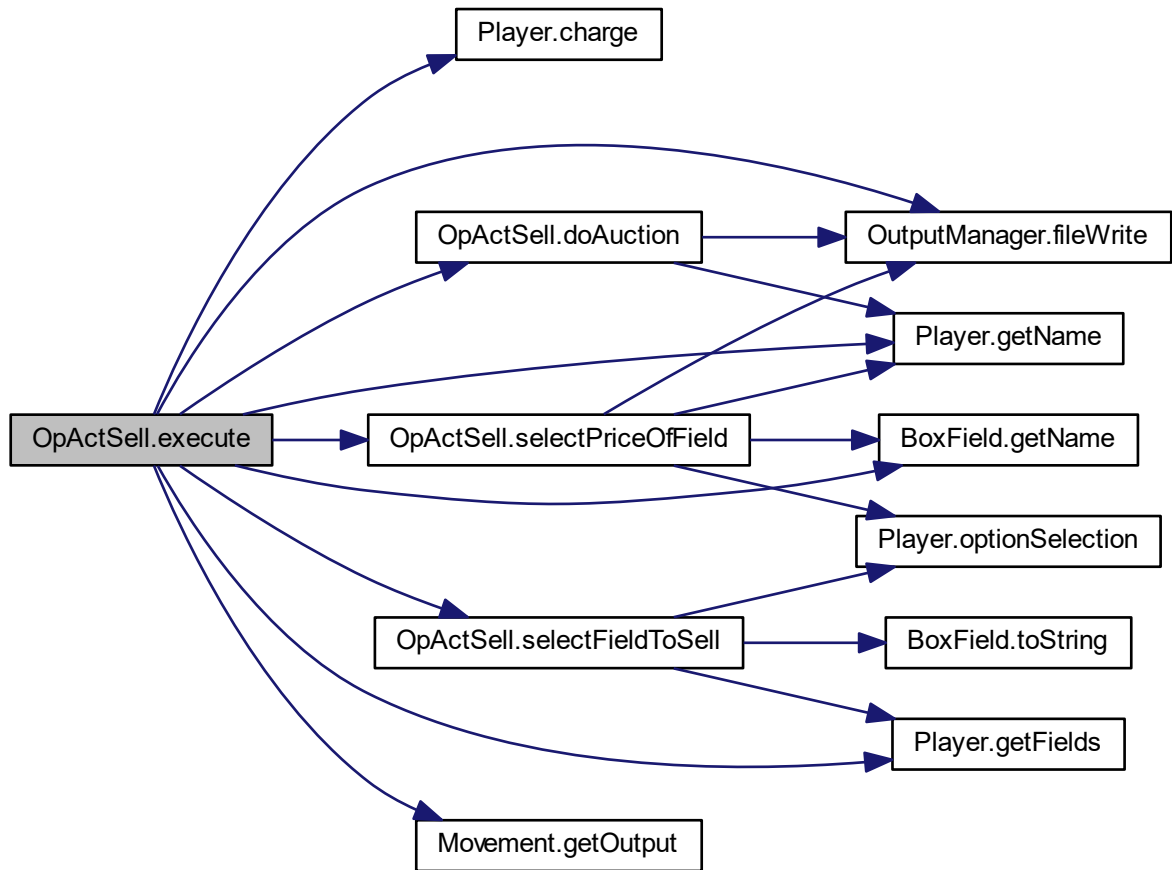 Player.charge
OpActSell.doAuction
OutputManager.fileWrite
Player.getName
OpActSell.execute
OpActSell.selectPriceOfField
BoxField.getName
Player.optionSelection
OpActSell.selectFieldToSell
BoxField.toString
Player.getFields
Movement.getOutput